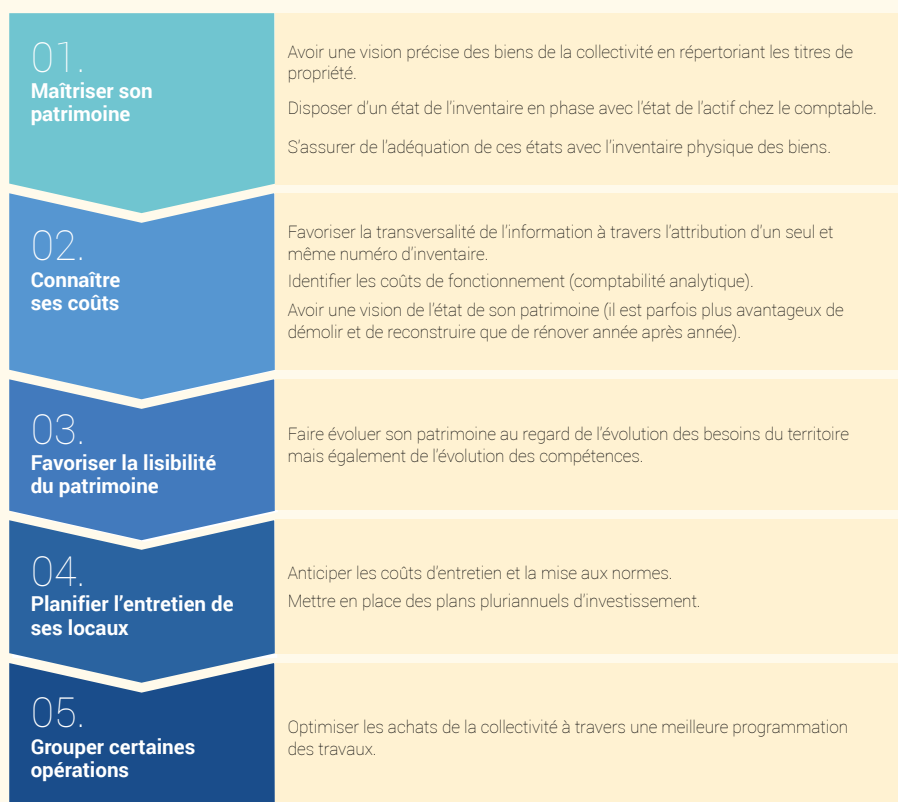 01.
Maîtriser son
patrimoine
Avoir une vision précise des biens de la collectivité en répertoriant les titres de
propriété.
Disposer d’un état de l’inventaire en phase avec l’état de l’actif chez le comptable.
S’assurer de l’adéquation de ces états avec l’inventaire physique des biens.
02.
Connaître
ses coûts
Favoriser la transversalité de l’information à travers l’attribution d’un seul et
même numéro d’inventaire.
Identifier les coûts de fonctionnement (comptabilité analytique).
Avoir une vision de l’état de son patrimoine (il est parfois plus avantageux de
démolir et de reconstruire que de rénover année après année).
03.
Favoriser la lisibilité
du patrimoine
Faire évoluer son patrimoine au regard de l’évolution des besoins du territoire
mais également de l’évolution des compétences.
04.
Planifier l’entretien de
ses locaux
Anticiper les coûts d’entretien et la mise aux normes.
Mettre en place des plans pluriannuels d’investissement.
05.
Grouper certaines
opérations
Optimiser les achats de la collectivité à travers une meilleure programmation
des travaux.